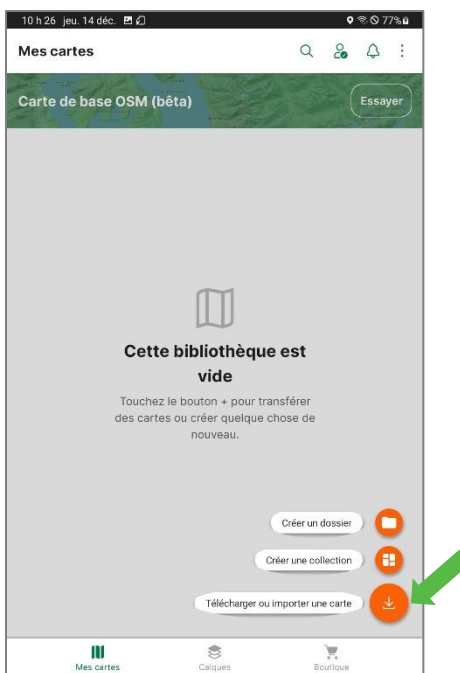 10 h 26 jeu. 14 déc. 77%
Mes cartes
Carte de base OSM (bêta) Essayer
Cette bibliothèque est
vide
Touchez le bouton + pour transférer
des cartes ou créer quelque chose de
nouveau.
Créer un dossier
Créer une collection
Télécharger ou importer une carte
Mes cartes Calques Boutique